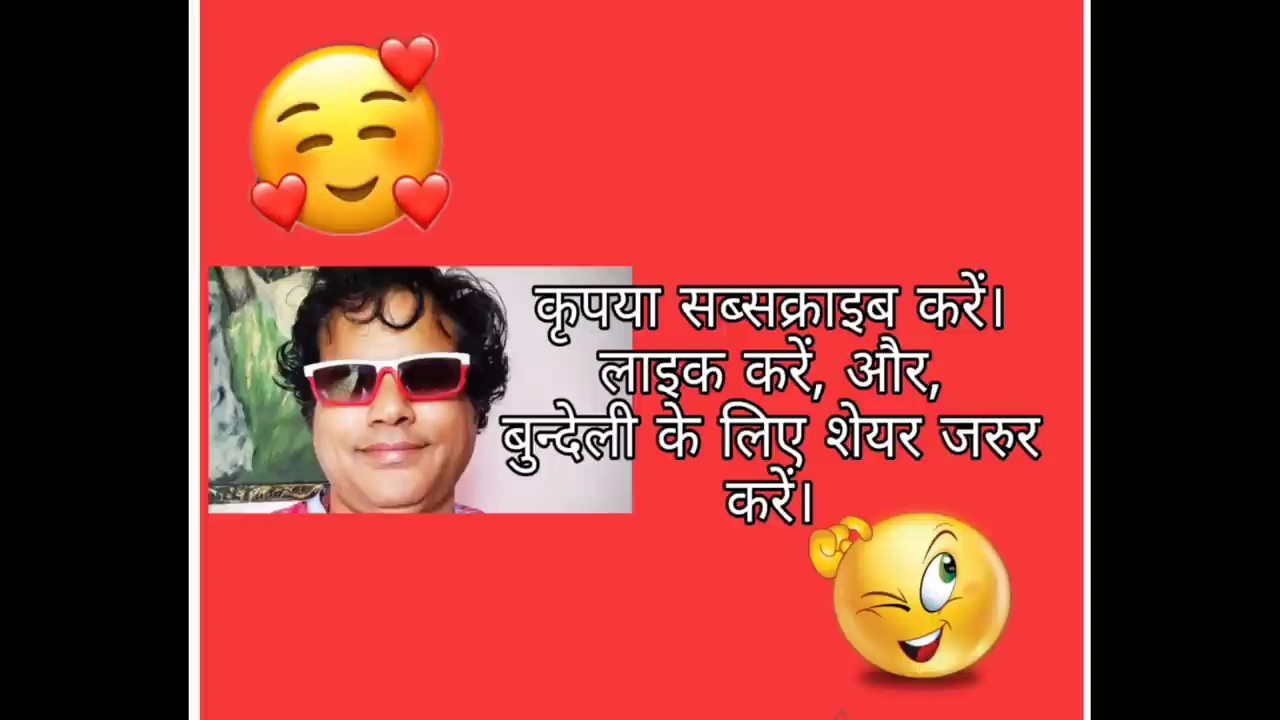 कृपया सब्सक्राइब करें।
लाइक करें, और,
बुन्देली के लिए शेयर जरुर
करें।